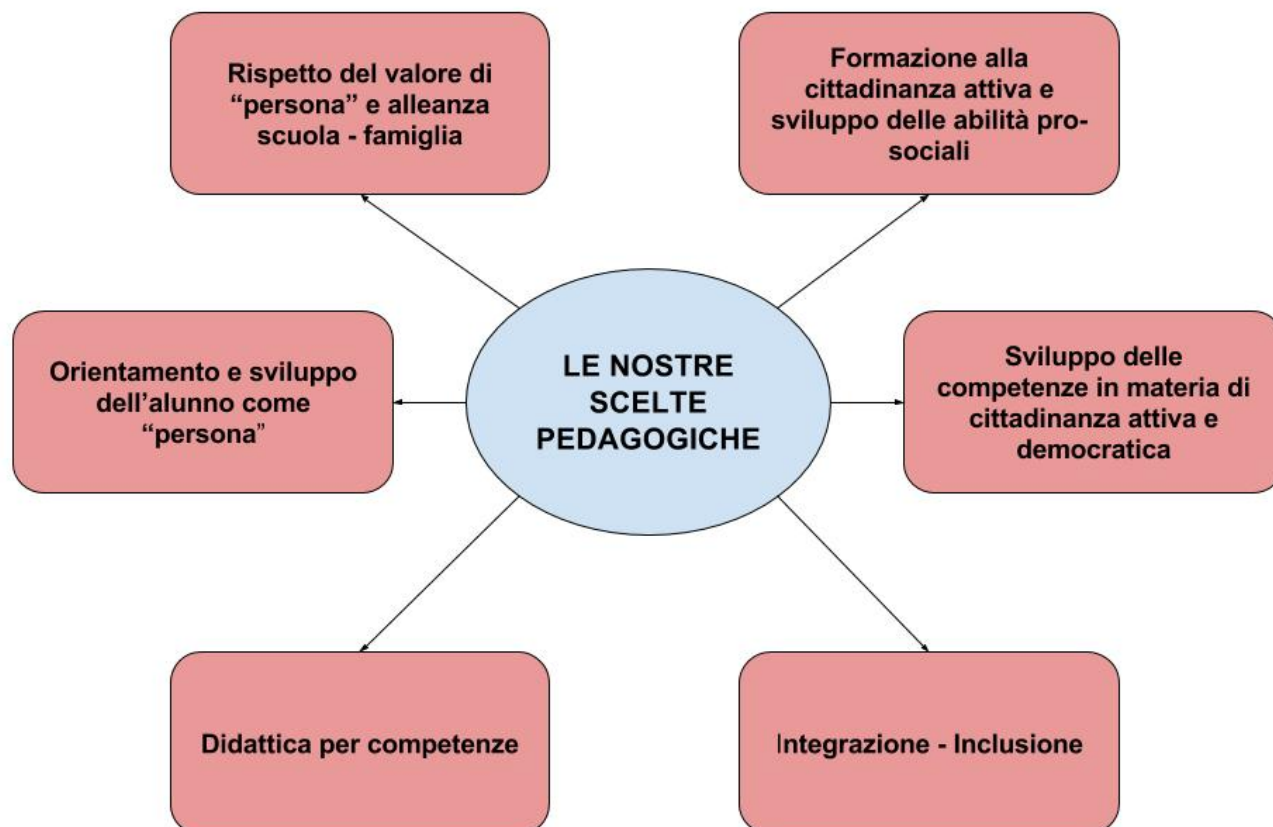 Rispetto del valore di
“persona” e alleanza
scuola - famiglia
Formazione alla
cittadinanza attiva e
sviluppo delle abilità pro-
sociali
Orientamento e sviluppo
dell’alunno come
“persona”
LE NOSTRE
SCELTE
PEDAGOGICHE
Sviluppo delle
competenze in materia di
cittadinanza attiva e
democratica
Didattica per competenze
Integrazione - Inclusione